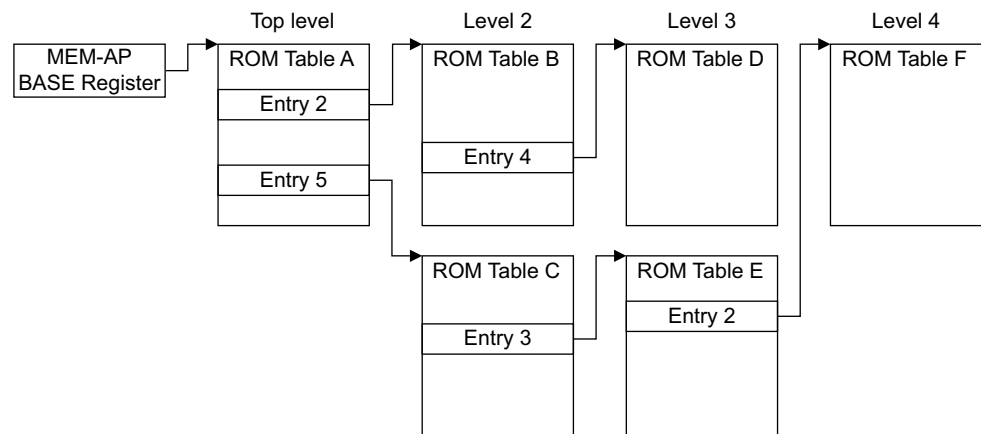 Top level
Level 2
Level 3
Level 4
MEM-AP
BASE Register
ROM Table A
Entry 2
Entry 5
ROM Table B
Entry 4
ROM Table D
ROM Table F
ROM Table C
Entry 3
ROM Table E
Entry 2